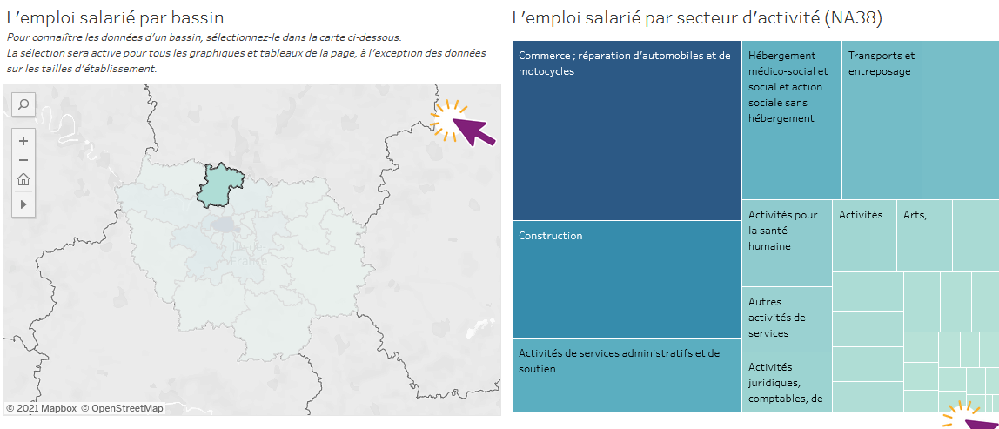 L'emploi salarié par bassin
Pour connaître les données d'un bassin, sélectionnez-le dans la carte ci-dessous.
La sélection sera active pour tous les graphiques et tableaux de la page, à l'exception des données
sur les tailles d'établissement.
Île-de-
France
© 2021 Mapbox © OpenStreetMap
L'emploi salarié par secteur d'activité (NA38)
Commerce ; réparation d'automobiles et de
motocycles
Construction
Activités de services administratifs et de
soutien
Hébergement
médico-social et
social et action
sociale sans
hébergement
Transports et
entreposage
Activités pour
la santé
humaine
Activités
Arts,
Autres
activités de
services
Activités
juridiques,
comptables, de